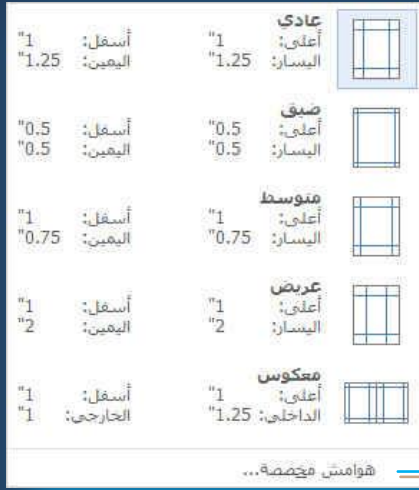 عادي
أعلى: 1" أسفل: 1"
اليسار: 1.25" اليمين: 1.25"
ضيق
أعلى: 0.5" أسفل: 0.5"
اليسار: 0.5" اليمين: 0.5"
متوسط
أعلى: 1" أسفل: 1"
اليسار: 0.75" اليمين: 0.75"
عريض
أعلى: 1" أسفل: 1"
اليسار: 2" اليمين: 2"
معكوس
أعلى: 1" أسفل: 1"
الداخلي: 1.25" الخارجي: 1"
هوامش مخصصة...